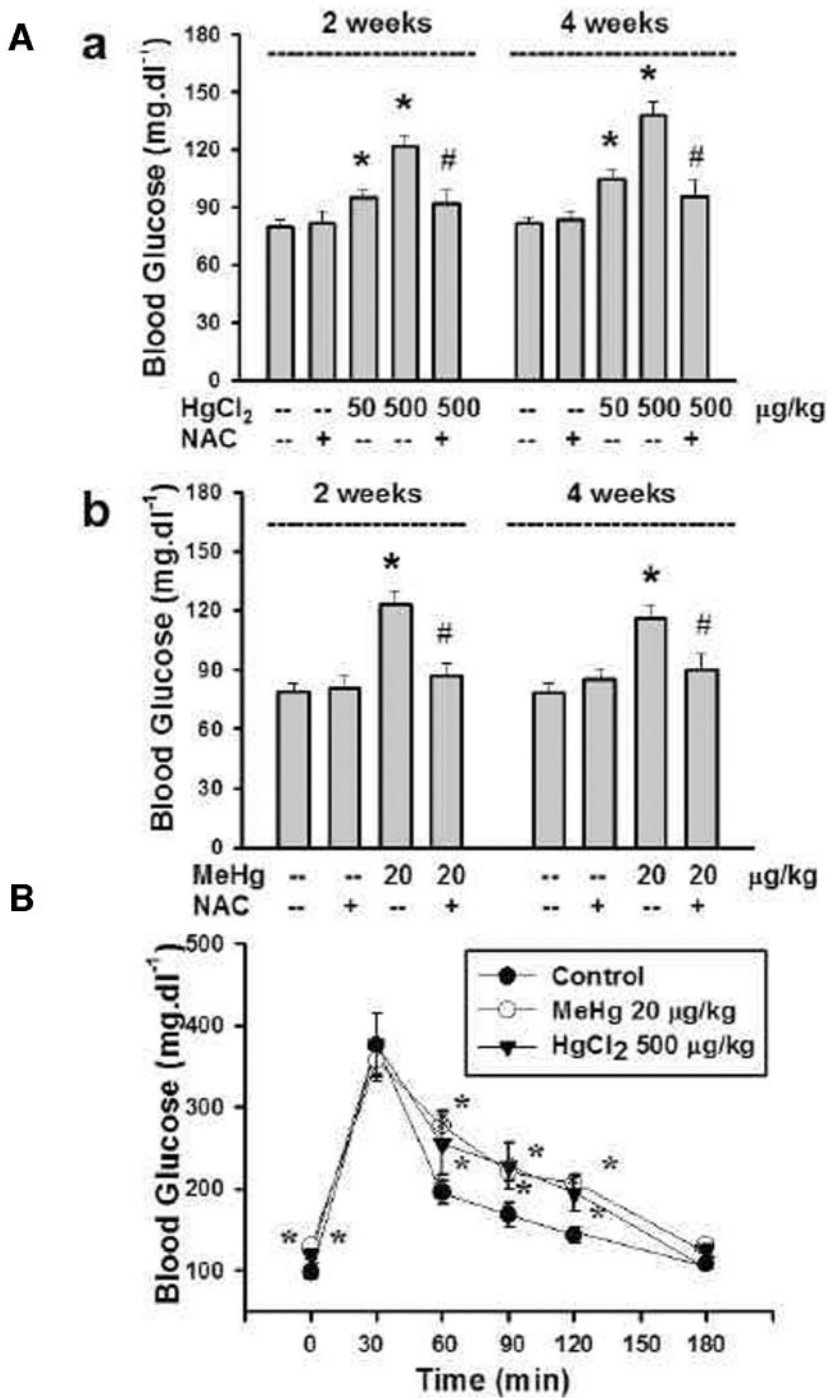 A
a
2 weeks 4 weeks
Blood Glucose (mg.dl⁻¹)
180
150
120
90
60
30
0
* * # * * #
HgCl₂ -- -- 50 500 500 -- -- 50 500 500 µg/kg
NAC -- + -- -- + -- + -- -- +
b
2 weeks 4 weeks
Blood Glucose (mg.dl⁻¹)
180
150
120
90
60
30
0
* # * #
MeHg -- -- 20 20 -- -- 20 20 µg/kg
NAC -- + -- + -- + -- +
B
Blood Glucose (mg.dl⁻¹)
500
400
300
200
100
Control
MeHg 20 µg/kg
HgCl₂ 500 µg/kg
* * * * * * * *
0 30 60 90 120 150 180
Time (min)